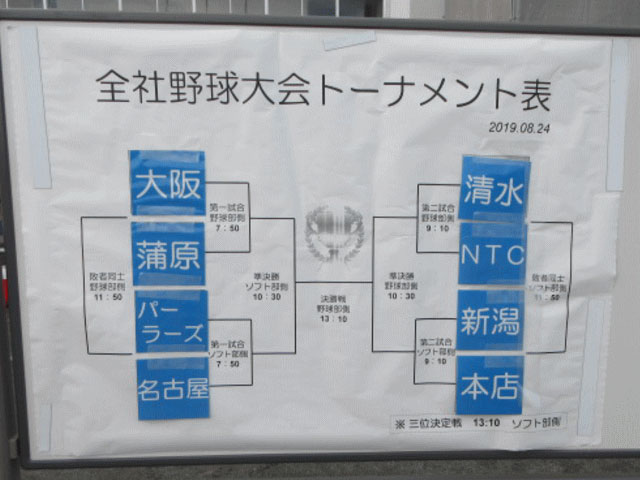 全社野球大会トーナメント表
2019.08.24
大阪
蒲原
パー
ラーズ
名古屋
第一試合
野球部側
7：50
第一試合
ソフト部側
7：50
敗者同士
野球部側
11：50
準決勝
ソフト部側
10：30
決勝戦
野球部側
13：10
準決勝
野球部側
10：30
第二試合
野球部側
9：10
第二試合
ソフト部側
9：10
清水
NTC
新潟
本店
敗者同士
ソフト部側
11：50
※ 三位決定戦 13:10 ソフト部側